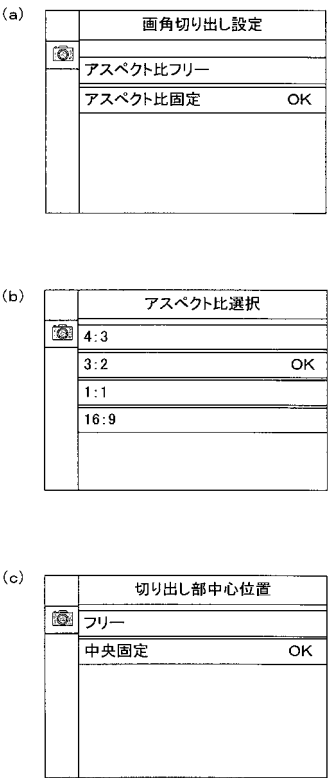 (a)
画角切り出し設定
アスペクト比フリー
アスペクト比固定 OK
(b)
アスペクト比選択
4:3
3:2 OK
1:1
16:9
(c)
切り出し部中心位置
フリー
中央固定 OK